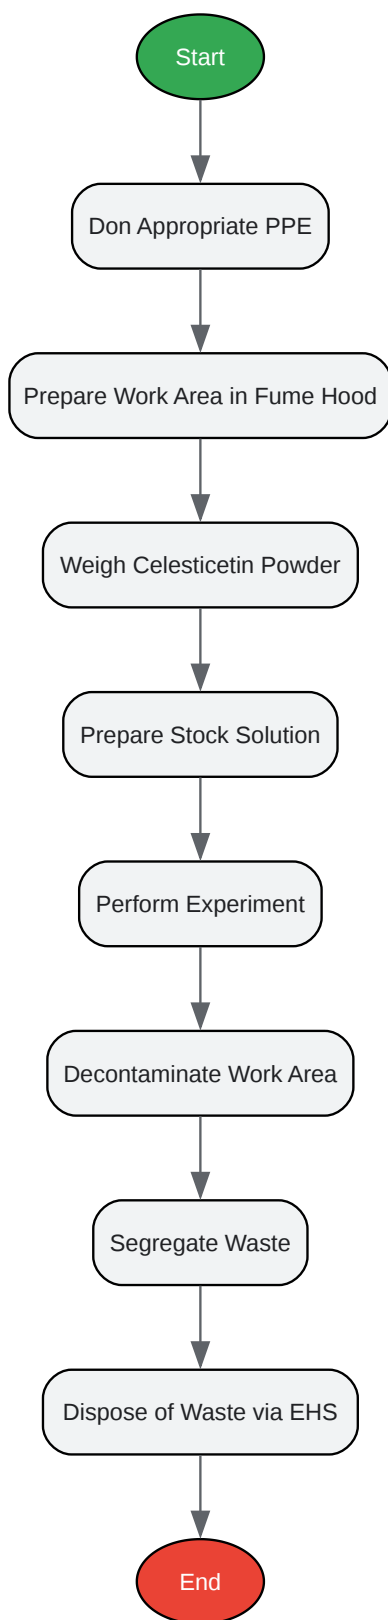 Start
Don Appropriate PPE
Prepare Work Area in Fume Hood
Weigh Celesticetin Powder
Prepare Stock Solution
Perform Experiment
Decontaminate Work Area
Segregate Waste
Dispose of Waste via EHS
End